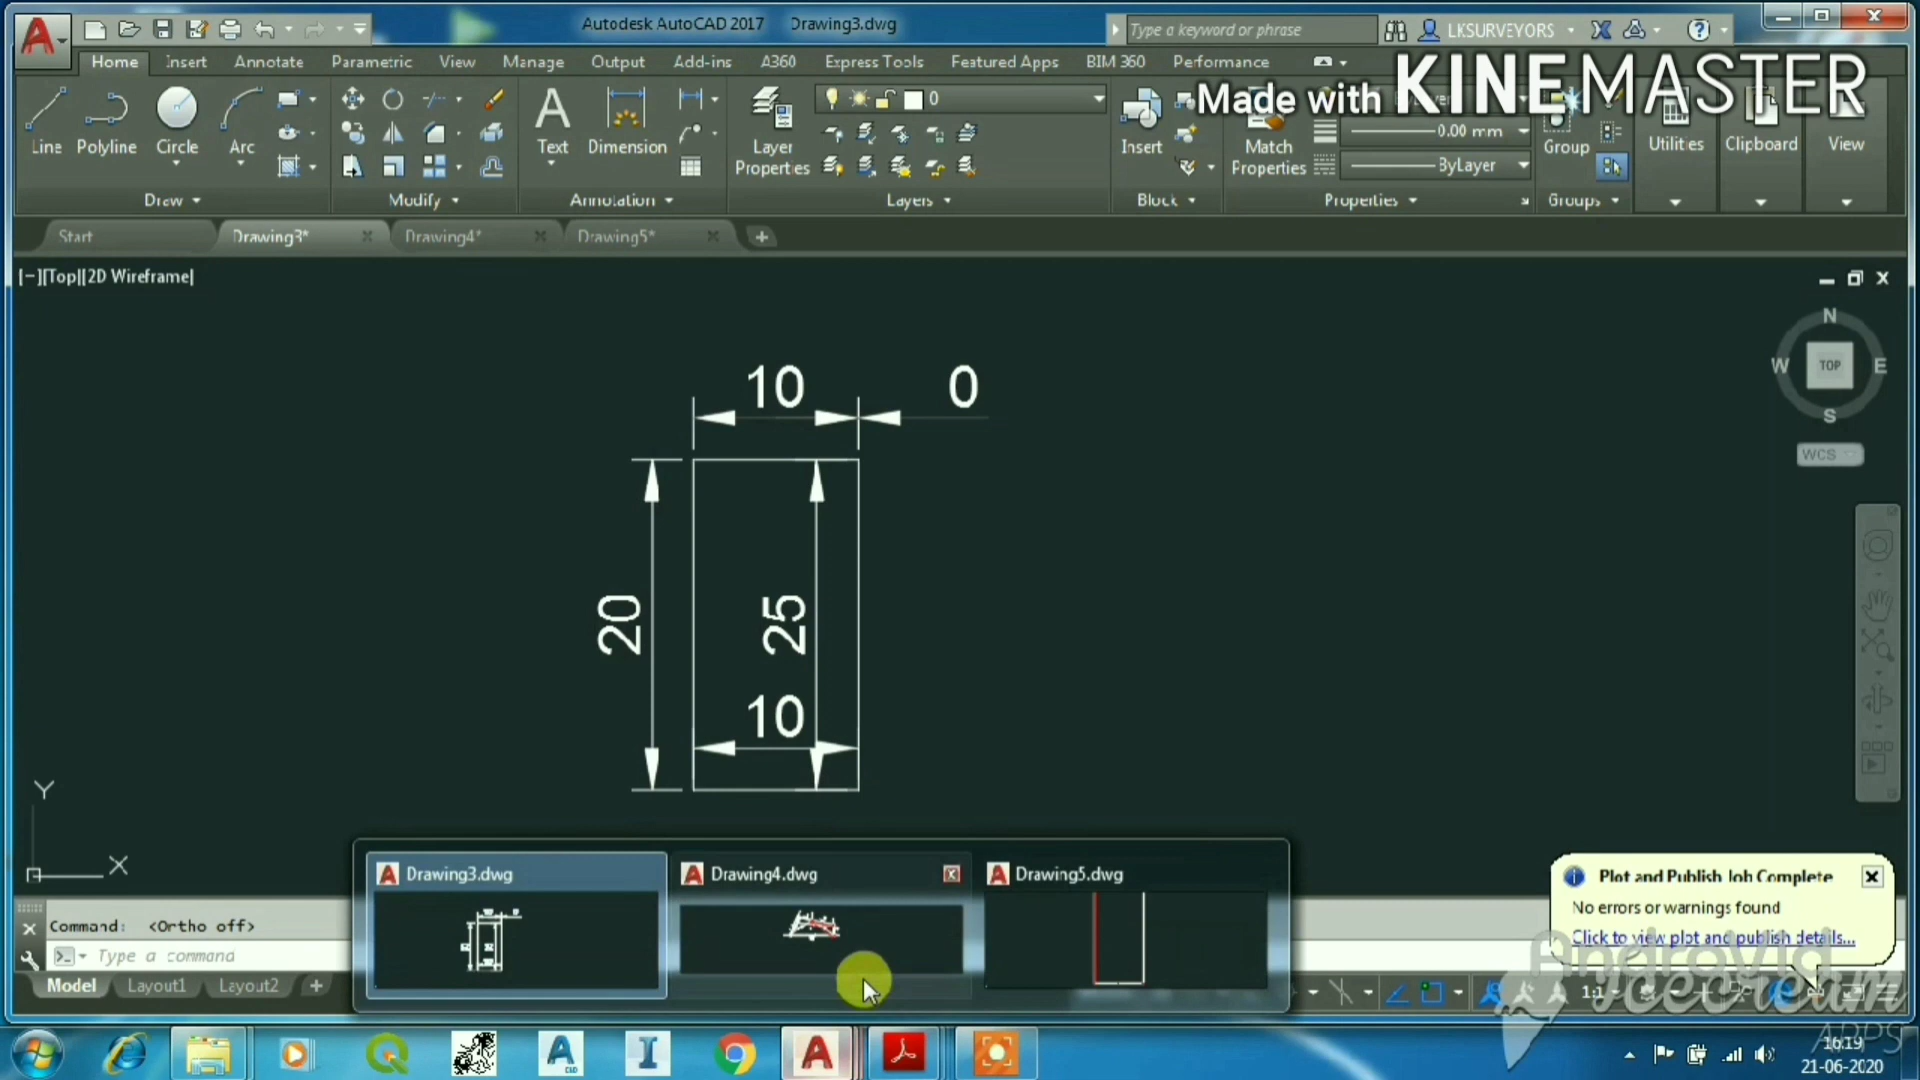 Autodesk AutoCAD 2017 Drawing3.dwg
Type a keyword or phrase
LKSURVEYORS
Home Insert Annotate Parametric View Manage Output Add-ins A360 Express Tools Featured Apps BIM 360 Performance
Made with KINEMASTER
Line Polyline Circle Arc
Text Dimension
Layer
Properties
0
Insert
Match
Properties
0.00 mm
ByLayer
Group
Utilities
Clipboard
View
Draw Modify Annotation Layers Block Properties Groups
Start Drawing3* Drawing4* Drawing5*
[−][Top][2D Wireframe]
N
W TOP E
S
WCS
10 0
20
25
10
Y
X
Drawing3.dwg Drawing4.dwg Drawing5.dwg
Command: <Ortho off>
Type a command
Model Layout1 Layout2 +
Plot and Publish Job Complete
No errors or warnings found
Click to view plot and publish details...
1:1
Androvid
Icecream
APPS
16:19
21-06-2020